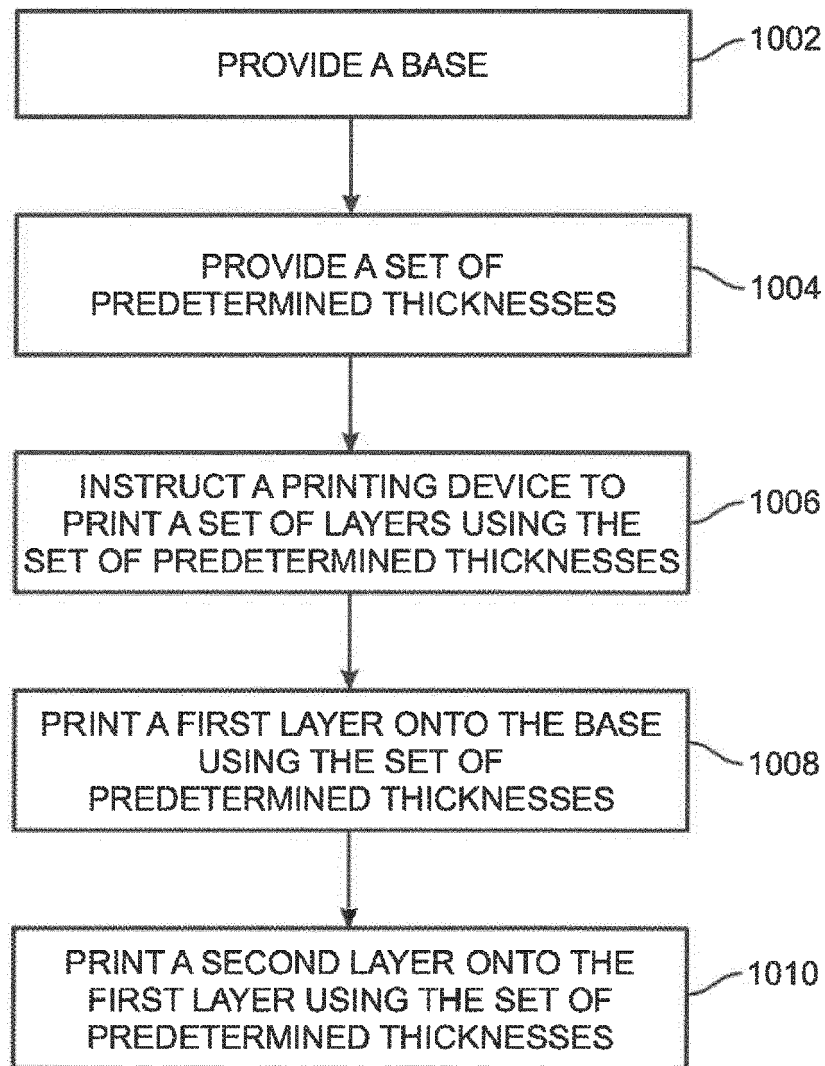 PROVIDE A BASE
1002
PROVIDE A SET OF
PREDETERMINED THICKNESSES
1004
INSTRUCT A PRINTING DEVICE TO
PRINT A SET OF LAYERS USING THE
SET OF PREDETERMINED THICKNESSES
1006
PRINT A FIRST LAYER ONTO THE BASE
USING THE SET OF
PREDETERMINED THICKNESSES
1008
PRINT A SECOND LAYER ONTO THE
FIRST LAYER USING THE SET OF
PREDETERMINED THICKNESSES
1010